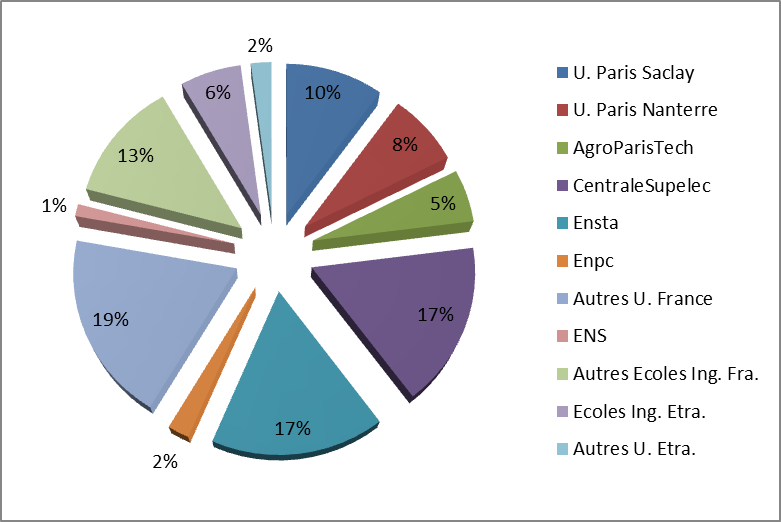 2%
10%
6%
8%
13%
5%
1%
17%
19%
17%
2%
U. Paris Saclay
U. Paris Nanterre
AgroParisTech
CentraleSupelec
Ensta
Enpc
Autres U. France
ENS
Autres Ecoles Ing. Fra.
Ecoles Ing. Etra.
Autres U. Etra.